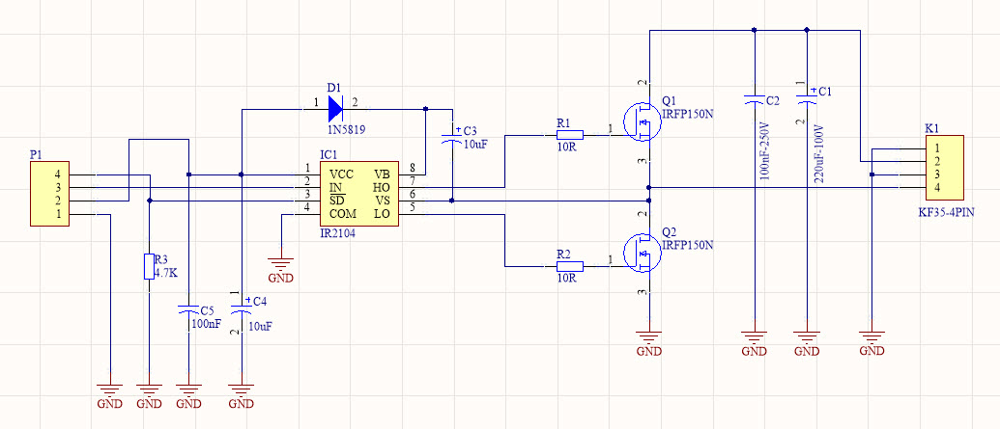 D1
1 2
1N5819
C3
10uF
P1
4
3
2
1
IC1
1 VCC VB 8
2 IN HO 7
3 SD VS 6
4 COM LO 5
IR2104
GND
R1
10R
1
2
Q1
IRFP150N
3
R2
10R
1
2
Q2
IRFP150N
3
GND
C2
100nF-250V
GND
1
C1
2
220uF-100V
GND
K1
1
2
3
4
KF35-4PIN
GND
R3
4.7K
C5
100nF
1
C4
10uF
2
GND
GND
GND
GND